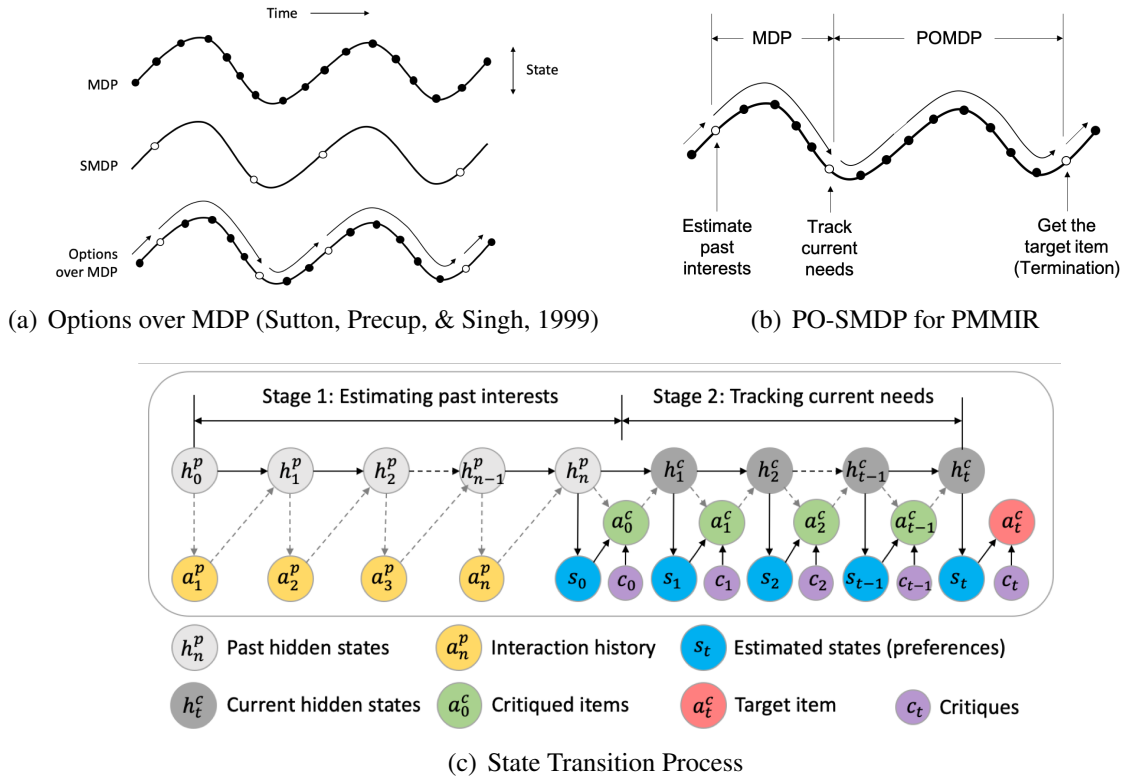 Time
MDP
State
SMDP
Options
over MDP
(a) Options over MDP (Sutton, Precup, & Singh, 1999)
MDP
POMDP
Estimate
past
interests
Track
current
needs
Get the
target item
(Termination)
(b) PO-SMDP for PMMIR
Stage 1: Estimating past interests
Stage 2: Tracking current needs
h_0^p h_1^p h_2^p h_{n-1}^p h_n^p h_1^c h_2^c h_{t-1}^c h_t^c
a_0^c a_1^c a_2^c a_{t-1}^c a_t^c
a_1^p a_2^p a_3^p a_n^p s_0 c_0 s_1 c_1 s_2 c_2 s_{t-1} c_{t-1} s_t c_t
h_n^p Past hidden states a_n^p Interaction history s_t Estimated states (preferences)
h_t^c Current hidden states a_0^c Critiqued items a_t^c Target item c_t Critiques
(c) State Transition Process